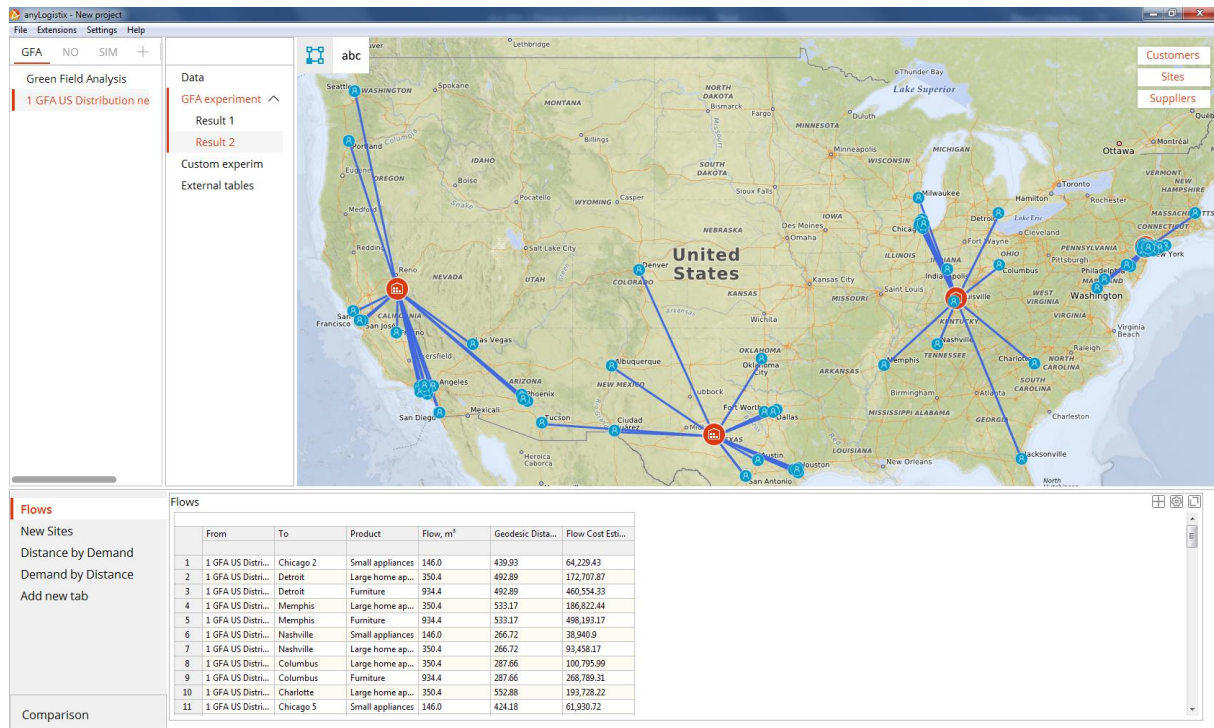 anyLogistix - New project
File Extensions Settings Help
GFA NO SIM +
Green Field Analysis
1 GFA US Distribution ne
Data
GFA experiment
Result 1
Result 2
Custom experim
External tables
abc
Customers
Sites
Suppliers
Lethbridge
Thunder Bay
Lake Superior
Seattle WASHINGTON Spokane
MONTANA
NORTH DAKOTA
Bismarck
Fargo
Duluth
MINNESOTA
Ottawa
Montréal
Portland
Columbia
Billings
Missouri
Minneapolis
WISCONSIN
MICHIGAN
Eugene
OREGON
IDAHO
Boise
SOUTH DAKOTA
Toronto
VERMONT
NEW HAMPSHIRE
Medford
Snake
Pocatello
WYOMING Casper
Sioux Falls
Milwaukee
Hamilton
Rochester
IOWA
Detroit
Lake Erie
CONNECTICUT
Redding
Salt Lake City
NEBRASKA
Des Moines
Omaha
Cleveland
Fort Wayne
PENNSYLVANIA
Pittsburgh
Reno
NEVADA
UTAH
Denver
COLORADO
United States
ILLINOIS
INDIANA
OHIO
Columbus
Philadelphia
Kansas City
Saint Louis
Washington
KANSAS
MISSOURI
WEST VIRGINIA
San Francisco
San José
CALIFORNIA
Arkansas
Wichita
KENTUCKY
VIRGINIA
Virginia Beach
Las Vegas
Nashville
Raleigh
Albuquerque
OKLAHOMA
Oklahoma City
Memphis
TENNESSEE
Charlotte
NORTH CAROLINA
Angeles
ARIZONA
Phoenix
NEW MEXICO
ubbock
ARKANSAS
Birmingham
Atlanta
SOUTH CAROLINA
San Diego
Mexicali
Tucson
Ciudad Juárez
Fort Worth
Dallas
MISSISSIPPI ALABAMA
GEORGIA
Charleston
Heroica Caborca
Austin
Houston
San Antonio
LOUISIANA
New Orleans
Jacksonville
Flows
New Sites
Distance by Demand
Demand by Distance
Add new tab
Comparison
Flows
From To Product Flow, m³ Geodesic Dista... Flow Cost Esti...
1 1 GFA US Distri... Chicago 2 Small appliances 146.0 439.93 64,229.43
2 1 GFA US Distri... Detroit Large home ap... 350.4 492.89 172,707.87
3 1 GFA US Distri... Detroit Furniture 934.4 492.89 460,554.33
4 1 GFA US Distri... Memphis Large home ap... 350.4 533.17 186,822.44
5 1 GFA US Distri... Memphis Furniture 934.4 533.17 498,193.17
6 1 GFA US Distri... Nashville Small appliances 146.0 266.72 38,940.9
7 1 GFA US Distri... Nashville Large home ap... 350.4 266.72 93,458.17
8 1 GFA US Distri... Columbus Large home ap... 350.4 287.66 100,795.99
9 1 GFA US Distri... Columbus Furniture 934.4 287.66 268,789.31
10 1 GFA US Distri... Charlotte Large home ap... 350.4 552.88 193,728.22
11 1 GFA US Distri... Chicago 5 Small appliances 146.0 424.18 61,930.72